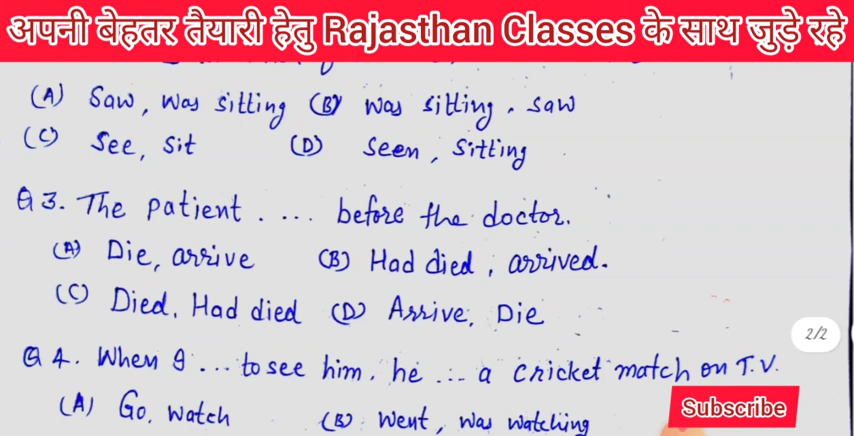 अपनी बेहतर तैयारी हेतु Rajasthan Classes के साथ जुड़े रहे
(A) Saw, was sitting (B) was sitting, saw
(C) See, sit (D) Seen, Sitting
Q 3. The patient .... before the doctor.
(A) Die, arrive (B) Had died, arrived.
(C) Died, Had died (D) Arrive, Die
2/2
Q 4. When I ... to see him, he ... a cricket match on T.V.
(A) Go, watch (B) Went, was watching
Subscribe